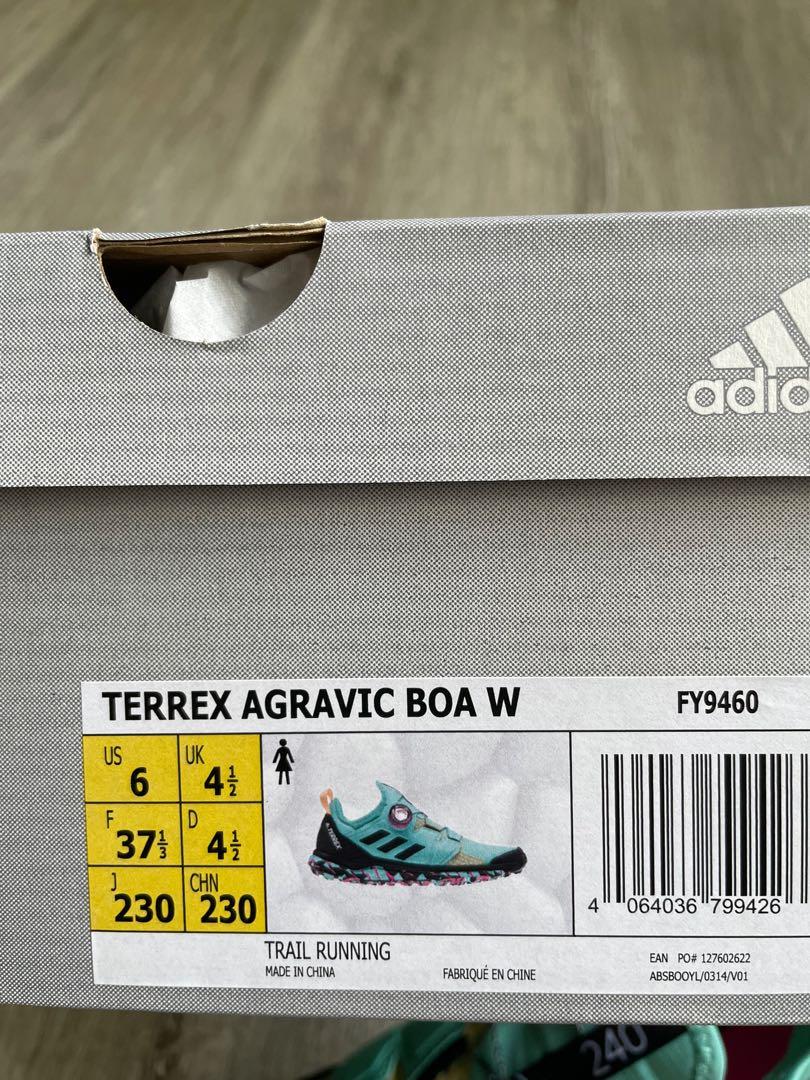 adid
TERREX AGRAVIC BOA W FY9460
US 6 UK 4½
F 37⅓ D 4½
J 230 CHN 230
TERREX
4 064036 799426
TRAIL RUNNING
MADE IN CHINA FABRIQUÉ EN CHINE
EAN PO# 127602622
ABSBOOYL/0314/V01
240